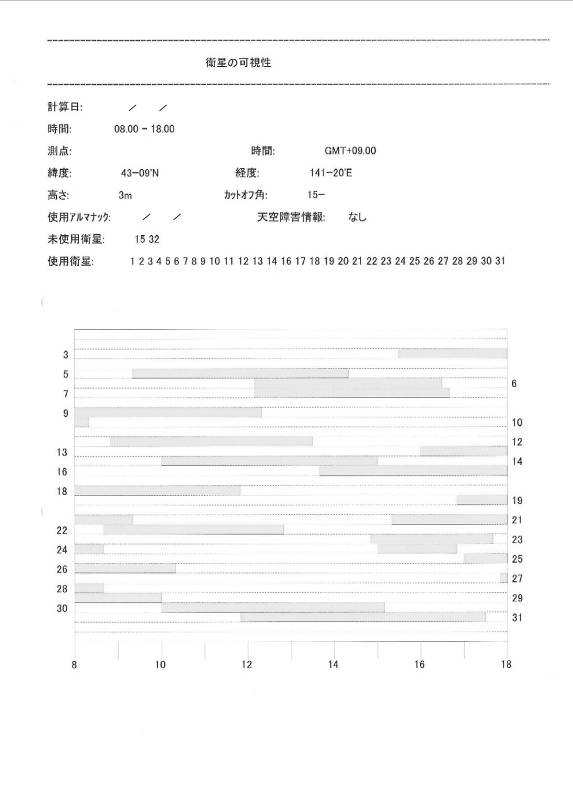 衛星の可視性
計算日: / /
時間: 08.00 - 18.00
測点: 時間: GMT+09.00
緯度: 43-09'N 経度: 141-20'E
高さ: 3m カットオフ角: 15-
使用アルマナック: / / 天空障害情報: なし
未使用衛星: 15 32
使用衛星: 1 2 3 4 5 6 7 8 9 10 11 12 13 14 16 17 18 19 20 21 22 23 24 25 26 27 28 29 30 31
3
5
6
7
9
10
12
13
14
16
18
19
21
22
23
24
25
26
27
28
29
30
31
8 10 12 14 16 18